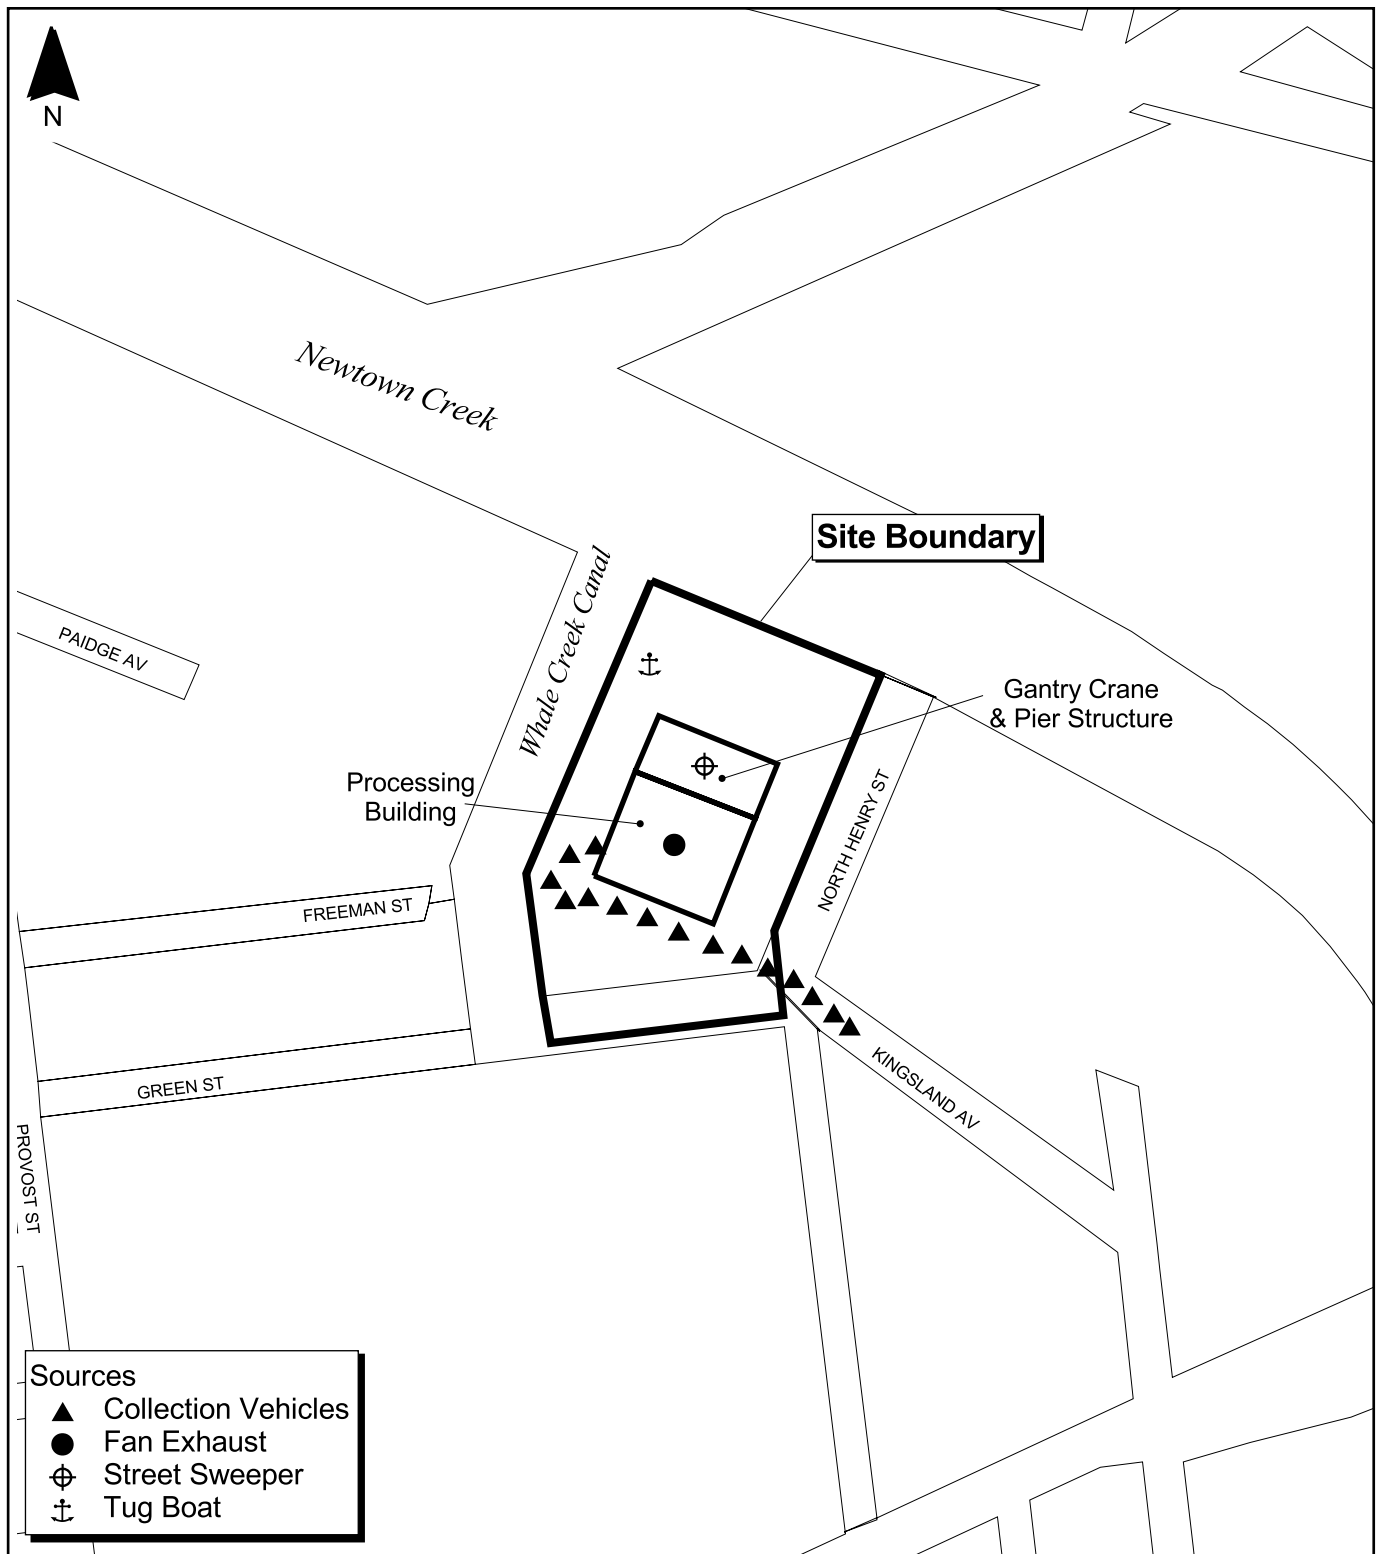 N
Newtown Creek
Site Boundary
Whale Creek Canal
PAIDGE AV
Gantry Crane
& Pier Structure
Processing
Building
NORTH HENRY ST
FREEMAN ST
GREEN ST
KINGSLAND AV
PROVOST ST
Sources
Collection Vehicles
Fan Exhaust
Street Sweeper
Tug Boat